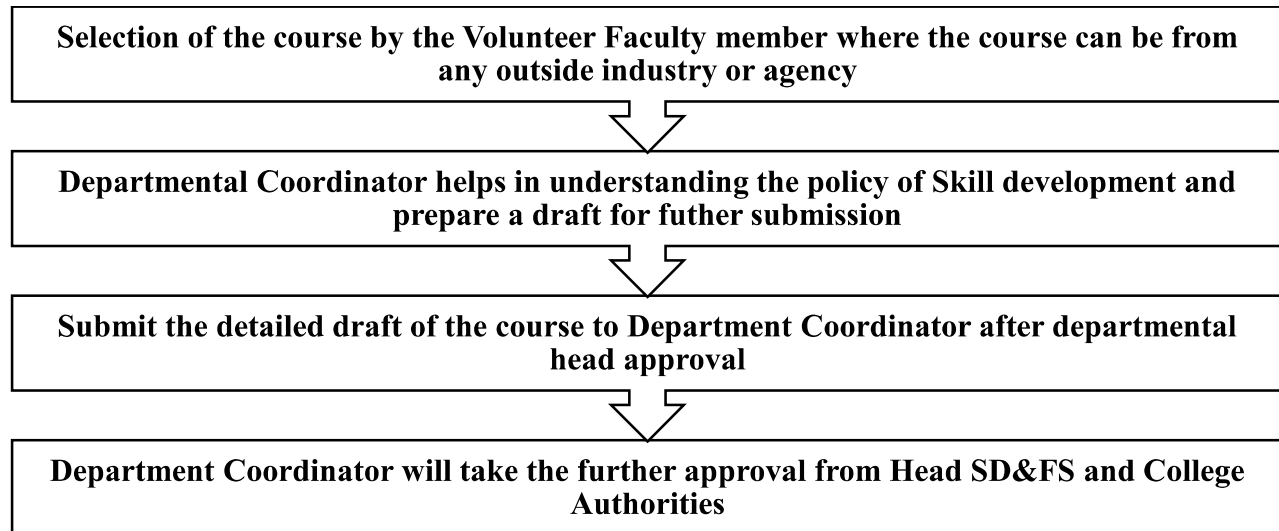 Selection of the course by the Volunteer Faculty member where the course can be from
any outside industry or agency
Departmental Coordinator helps in understanding the policy of Skill development and
prepare a draft for futher submission
Submit the detailed draft of the course to Department Coordinator after departmental
head approval
Department Coordinator will take the further approval from Head SD&FS and College
Authorities